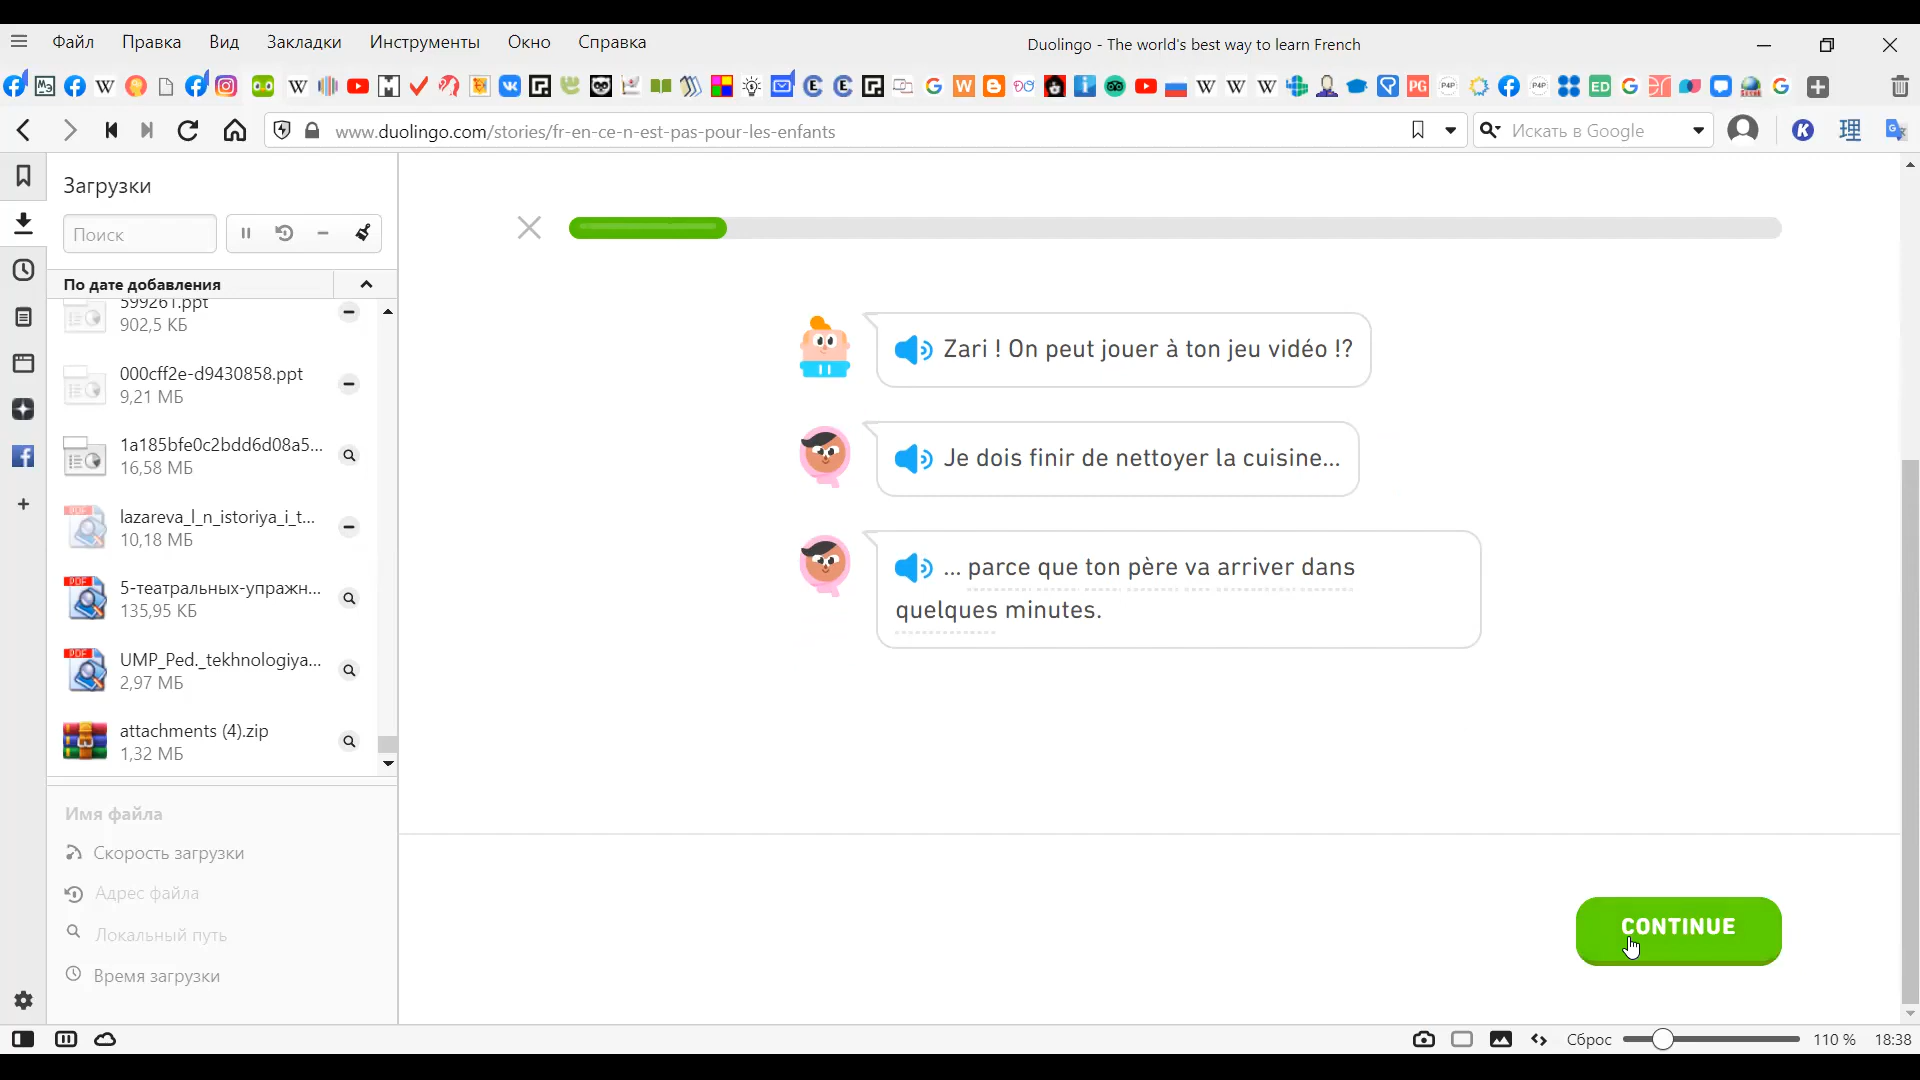 Файл Правка Вид Закладки Инструменты Окно Справка
Duolingo - The world's best way to learn French
www.duolingo.com/stories/fr-en-ce-n-est-pas-pour-les-enfants
Искать в Google
Загрузки
Поиск
По дате добавления
599261.ppt
902,5 КБ
000cff2e-d9430858.ppt
9,21 МБ
1a185bfe0c2bdd6d08a5...
16,58 МБ
lazareva_l_n_istoriya_i_t...
10,18 МБ
5-театральных-упражн...
135,95 КБ
UMP_Ped._tekhnologiya...
2,97 МБ
attachments (4).zip
1,32 МБ
Имя файла
Скорость загрузки
Адрес файла
Локальный путь
Время загрузки
Zari ! On peut jouer à ton jeu vidéo !?
Je dois finir de nettoyer la cuisine...
... parce que ton père va arriver dans
quelques minutes.
CONTINUE
Сброс 110 % 18:38